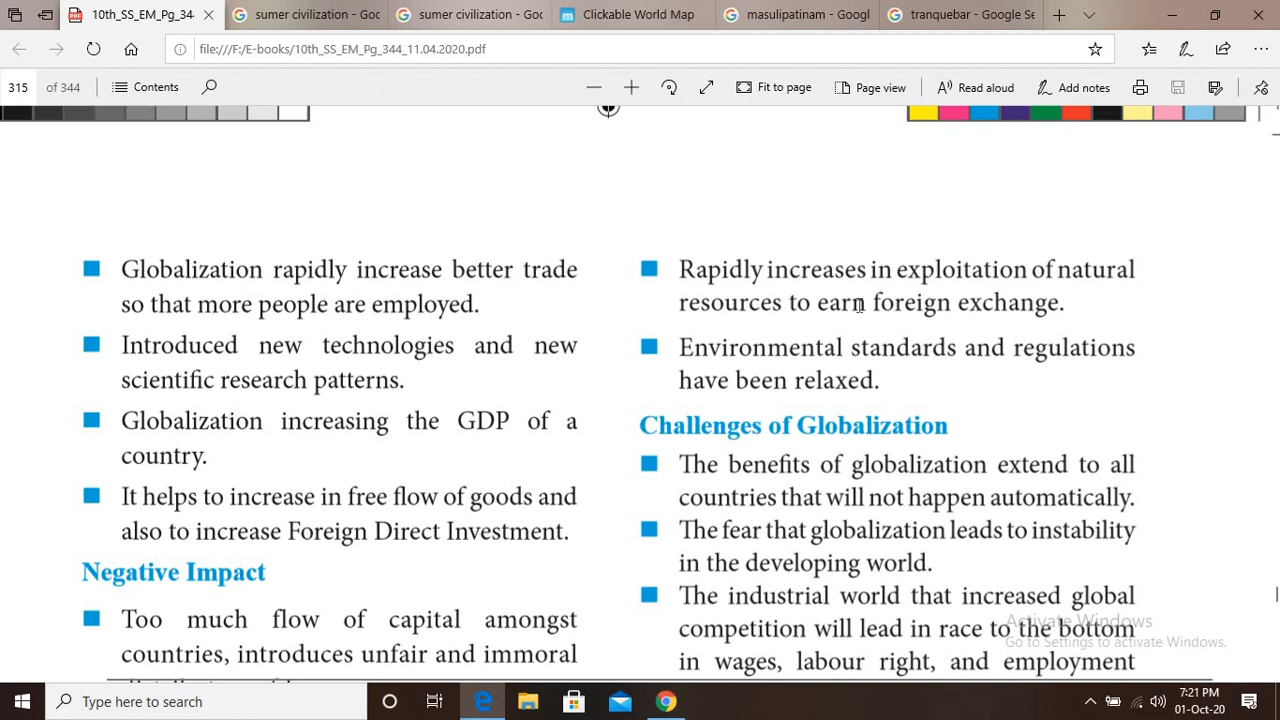 10th_SS_EM_Pg_344
sumer civilization - Goo
sumer civilization - Goo
Clickable World Map
masulipatinam - Googl
tranquebar - Google Se
file:///F:/E-books/10th_SS_EM_Pg_344_11.04.2020.pdf
315 of 344
Contents
Fit to page
Page view
Read aloud
Add notes
Globalization rapidly increase better trade
so that more people are employed.
Introduced new technologies and new
scientific research patterns.
Globalization increasing the GDP of a
country.
It helps to increase in free flow of goods and
also to increase Foreign Direct Investment.
Negative Impact
Too much flow of capital amongst
countries, introduces unfair and immoral
Rapidly increases in exploitation of natural
resources to earn foreign exchange.
Environmental standards and regulations
have been relaxed.
Challenges of Globalization
The benefits of globalization extend to all
countries that will not happen automatically.
The fear that globalization leads to instability
in the developing world.
The industrial world that increased global
competition will lead in race to the bottom
in wages, labour right, and employment
Activate Windows
Go to Settings to activate Windows.
Type here to search
7:21 PM
01-Oct-20